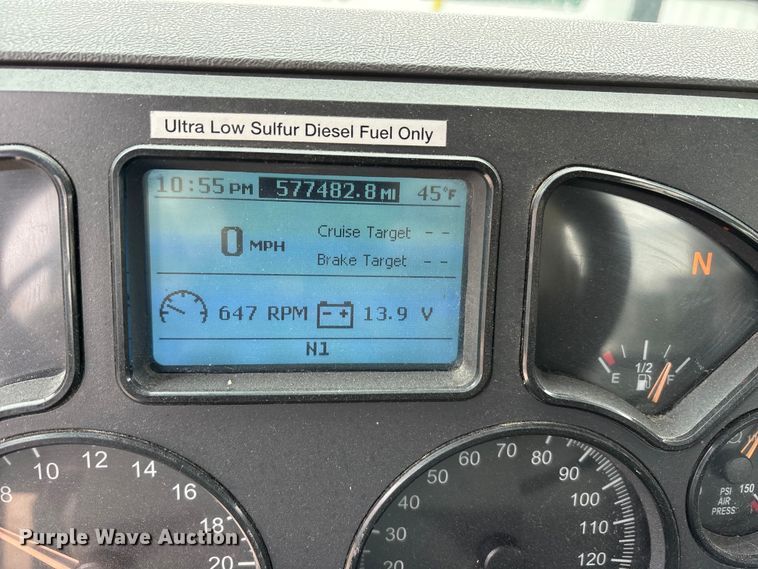 Ultra Low Sulfur Diesel Fuel Only
10:55 PM 577482.8 MI 45°F
0 MPH
Cruise Target - -
Brake Target - -
647 RPM - + 13.9 V
N1
N
E 1/2 F
8 10 12 14 16 18 20
20 30 40 50 60 70 80 90 100 110 120
PSI 150
AIR
PRESS
Purple Wave Auction